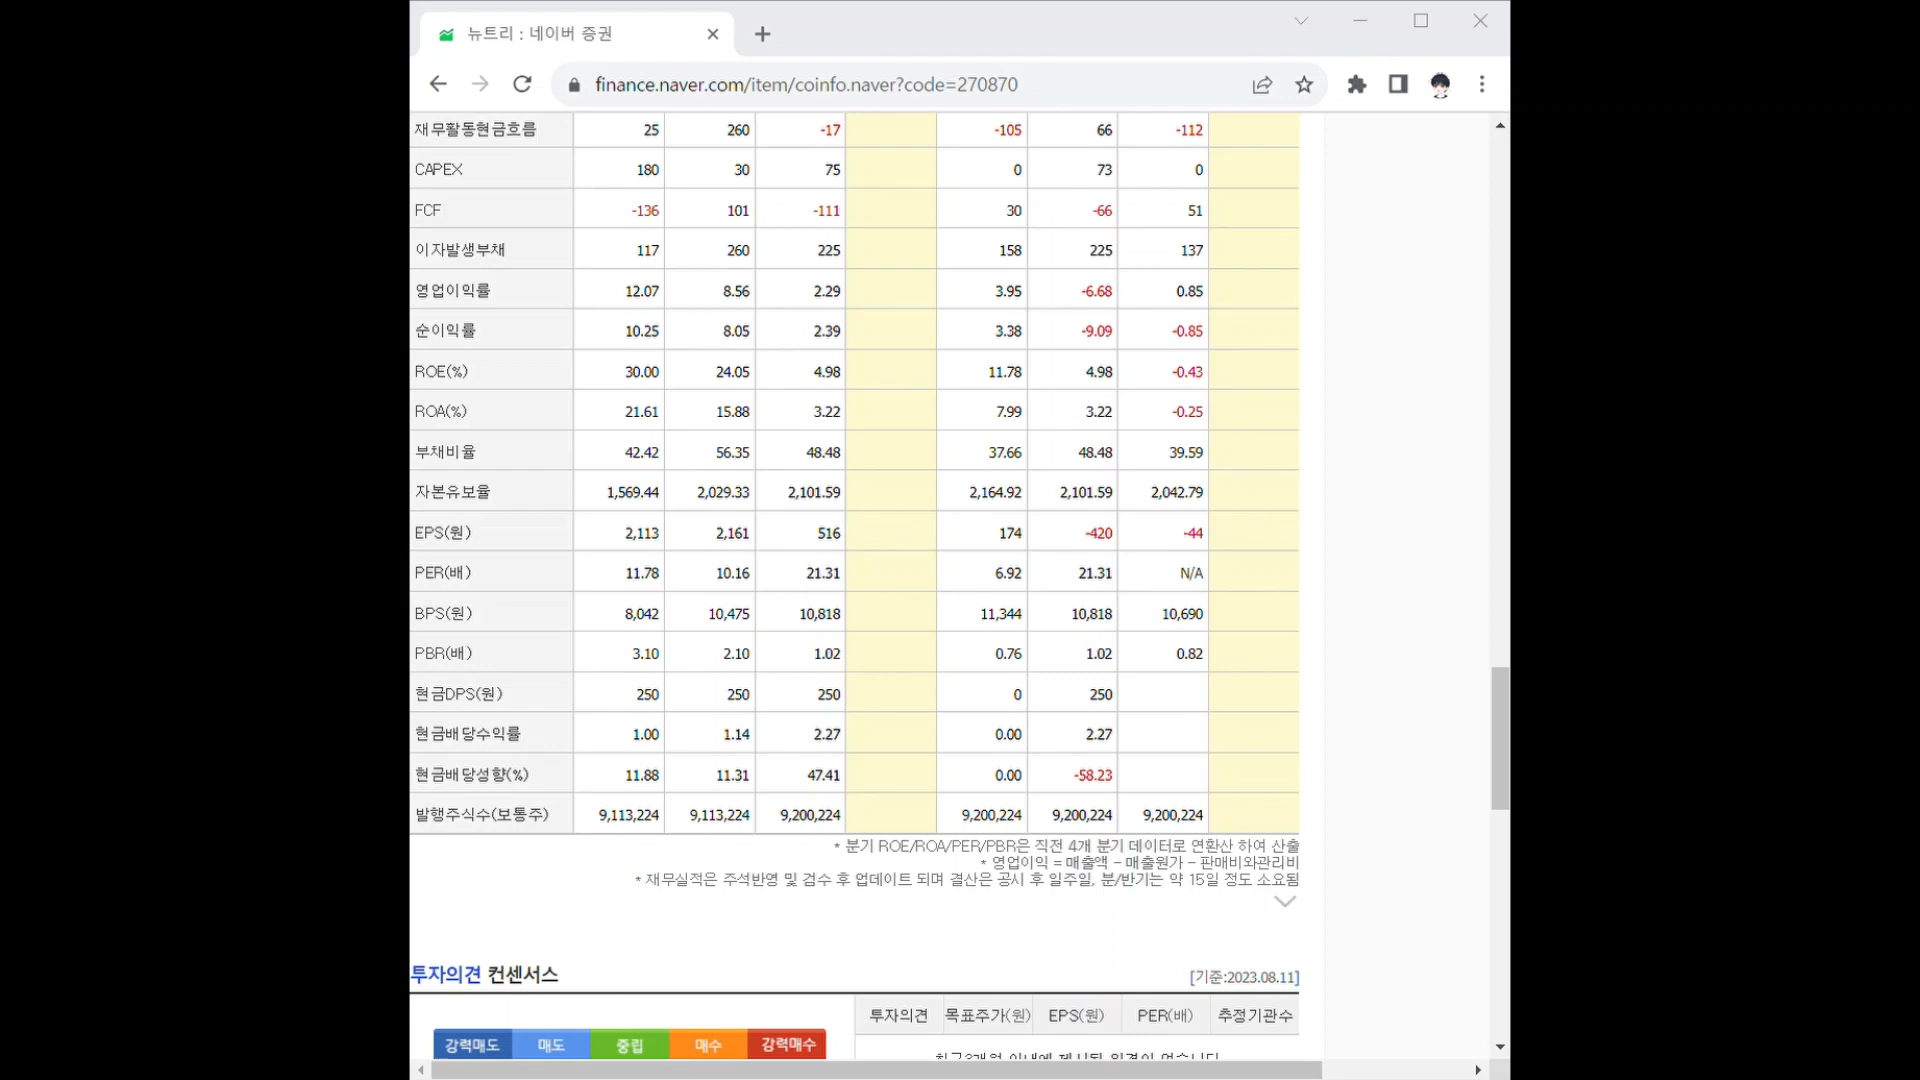 뉴트리 : 네이버 증권
finance.naver.com/item/coinfo.naver?code=270870
재무활동현금흐름 25 260 -17 -105 66 -112
CAPEX 180 30 75 0 73 0
FCF -136 101 -111 30 -66 51
이자발생부채 117 260 225 158 225 137
영업이익률 12.07 8.56 2.29 3.95 -6.68 0.85
순이익률 10.25 8.05 2.39 3.38 -9.09 -0.85
ROE(%) 30.00 24.05 4.98 11.78 4.98 -0.43
ROA(%) 21.61 15.88 3.22 7.99 3.22 -0.25
부채비율 42.42 56.35 48.48 37.66 48.48 39.59
자본유보율 1,569.44 2,029.33 2,101.59 2,164.92 2,101.59 2,042.79
EPS(원) 2,113 2,161 516 174 -420 -44
PER(배) 11.78 10.16 21.31 6.92 21.31 N/A
BPS(원) 8,042 10,475 10,818 11,344 10,818 10,690
PBR(배) 3.10 2.10 1.02 0.76 1.02 0.82
현금DPS(원) 250 250 250 0 250
현금배당수익률 1.00 1.14 2.27 0.00 2.27
현금배당성향(%) 11.88 11.31 47.41 0.00 -58.23
발행주식수(보통주) 9,113,224 9,113,224 9,200,224 9,200,224 9,200,224 9,200,224
* 분기 ROE/ROA/PER/PBR은 직전 4개 분기 데이터로 연환산 하여 산출
* 영업이익 = 매출액 - 매출원가 - 판매비와관리비
* 재무실적은 주석반영 및 검수 후 업데이트 되며 결산은 공시 후 일주일, 분/반기는 약 15일 정도 소요됨
투자의견 컨센서스 [기준:2023.08.11]
투자의견 목표주가(원) EPS(원) PER(배) 추정기관수
강력매도 매도 중립 매수 강력매수